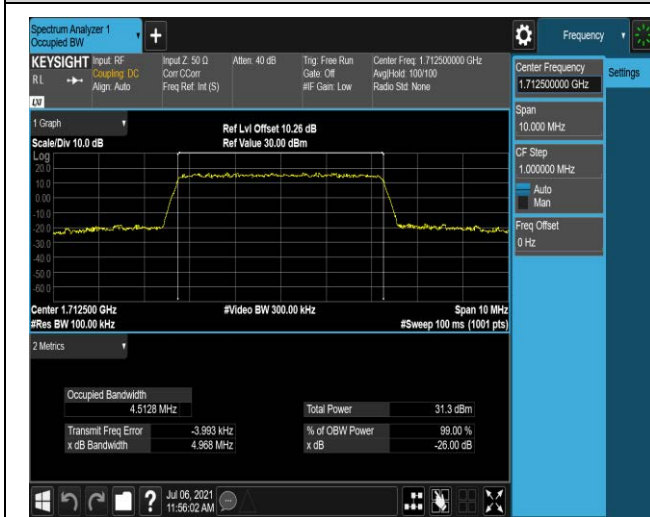 Spectrum Analyzer 1
Occupied BW
Frequency
KEYSIGHT
RL
LXI
Input: RF
Coupling: DC
Align: Auto
Input Z: 50 Ω
Corr CCorr
Freq Ref: Int (S)
Atten: 40 dB
Trig: Free Run
Gate: Off
#IF Gain: Low
Center Freq: 1.712500000 GHz
Avg|Hold: 100/100
Radio Std: None
Center Frequency
1.712500000 GHz
Settings
Span
10.000 MHz
CF Step
1.000000 MHz
Auto
Man
Freq Offset
0 Hz
1 Graph
Scale/Div 10.0 dB
Ref Lvl Offset 10.26 dB
Ref Value 30.00 dBm
Log
20.0
10.0
0.00
-10.0
-20.0
-30.0
-40.0
-50.0
-60.0
Center 1.712500 GHz
#Video BW 300.00 kHz
Span 10 MHz
#Res BW 100.00 kHz
#Sweep 100 ms (1001 pts)
2 Metrics
Occupied Bandwidth
4.5128 MHz
Total Power 31.3 dBm
Transmit Freq Error -3.993 kHz
% of OBW Power 99.00 %
x dB Bandwidth 4.968 MHz
x dB -26.00 dB
?
Jul 06, 2021
11:56:02 AM